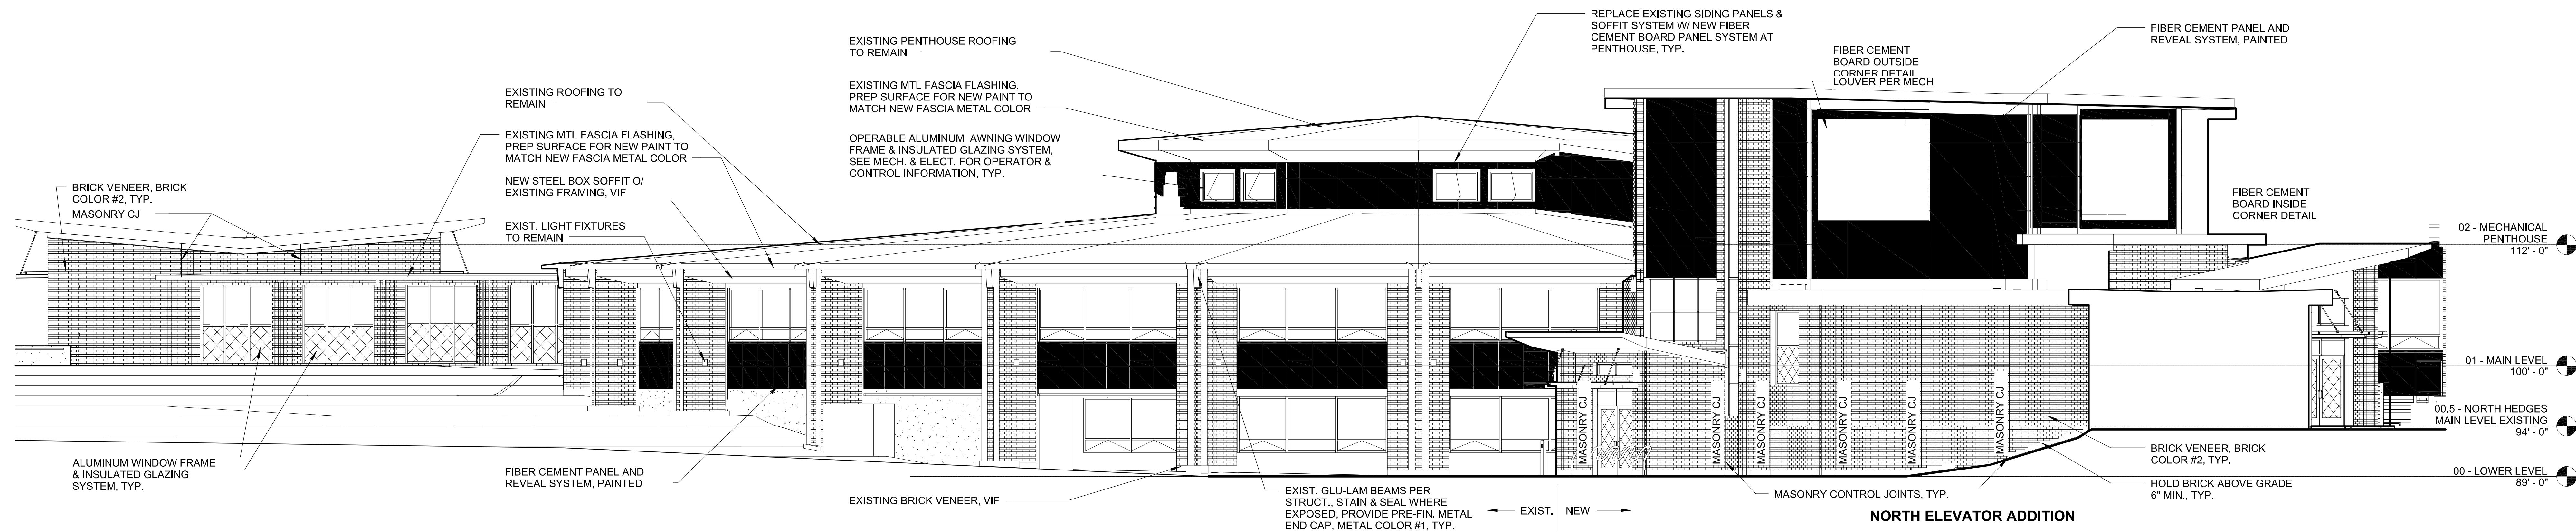 REPLACE EXISTING SIDING PANELS &
SOFFIT SYSTEM W/ NEW FIBER
CEMENT BOARD PANEL SYSTEM AT
PENTHOUSE, TYP.
FIBER CEMENT PANEL AND
REVEAL SYSTEM, PAINTED
EXISTING PENTHOUSE ROOFING
TO REMAIN
FIBER CEMENT
BOARD OUTSIDE
CORNER DETAIL
LOUVER PER MECH
EXISTING ROOFING TO
REMAIN
EXISTING MTL FASCIA FLASHING,
PREP SURFACE FOR NEW PAINT TO
MATCH NEW FASCIA METAL COLOR
EXISTING MTL FASCIA FLASHING,
PREP SURFACE FOR NEW PAINT TO
MATCH NEW FASCIA METAL COLOR
OPERABLE ALUMINUM AWNING WINDOW
FRAME & INSULATED GLAZING SYSTEM,
SEE MECH. & ELECT. FOR OPERATOR &
CONTROL INFORMATION, TYP.
NEW STEEL BOX SOFFIT O/
EXISTING FRAMING, VIF
BRICK VENEER, BRICK
COLOR #2, TYP.
MASONRY CJ
EXIST. LIGHT FIXTURES
TO REMAIN
FIBER CEMENT
BOARD INSIDE
CORNER DETAIL
02 - MECHANICAL
PENTHOUSE
112' - 0"
01 - MAIN LEVEL
100' - 0"
00.5 - NORTH HEDGES
MAIN LEVEL EXISTING
94' - 0"
00 - LOWER LEVEL
89' - 0"
MASONRY CJ
MASONRY CJ
MASONRY CJ
MASONRY CJ
MASONRY CJ
MASONRY CJ
ALUMINUM WINDOW FRAME
& INSULATED GLAZING
SYSTEM, TYP.
FIBER CEMENT PANEL AND
REVEAL SYSTEM, PAINTED
EXISTING BRICK VENEER, VIF
EXIST. GLU-LAM BEAMS PER
STRUCT., STAIN & SEAL WHERE
EXPOSED, PROVIDE PRE-FIN. METAL
END CAP, METAL COLOR #1, TYP.
EXIST. NEW
MASONRY CONTROL JOINTS, TYP.
BRICK VENEER, BRICK
COLOR #2, TYP.
HOLD BRICK ABOVE GRADE
6" MIN., TYP.
NORTH ELEVATOR ADDITION